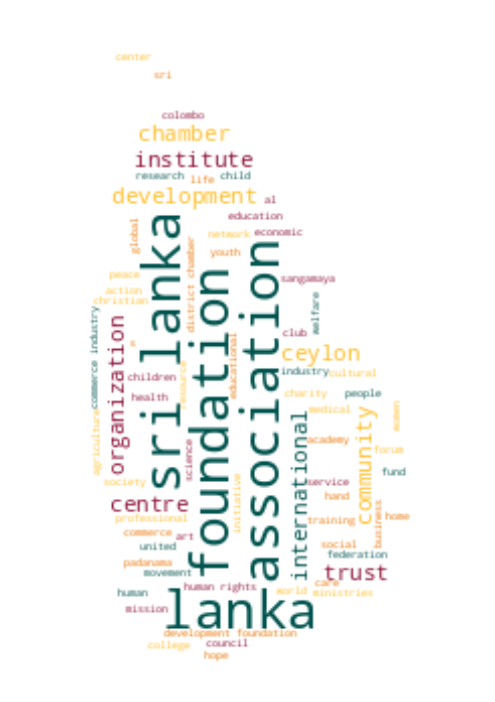 center
sri
colombo
chamber
institute
research life child
development al
education
global network economic
youth
district chamber
sri lanka
foundation
association
peace
action
christian
sangamaya
welfare
club
commerce industry
organization
e
children
resource
educational
ceylon
industry cultural
health
charity people
medical
women
agriculture
science
international
community
academy
forum
society
service
fund
initiative
centre
hand
professional
training
business
home
commerce art
united
social
federation
padanama
movement
trust
human
human rights
care
world ministries
mission
lanka
development foundation
college council
hope